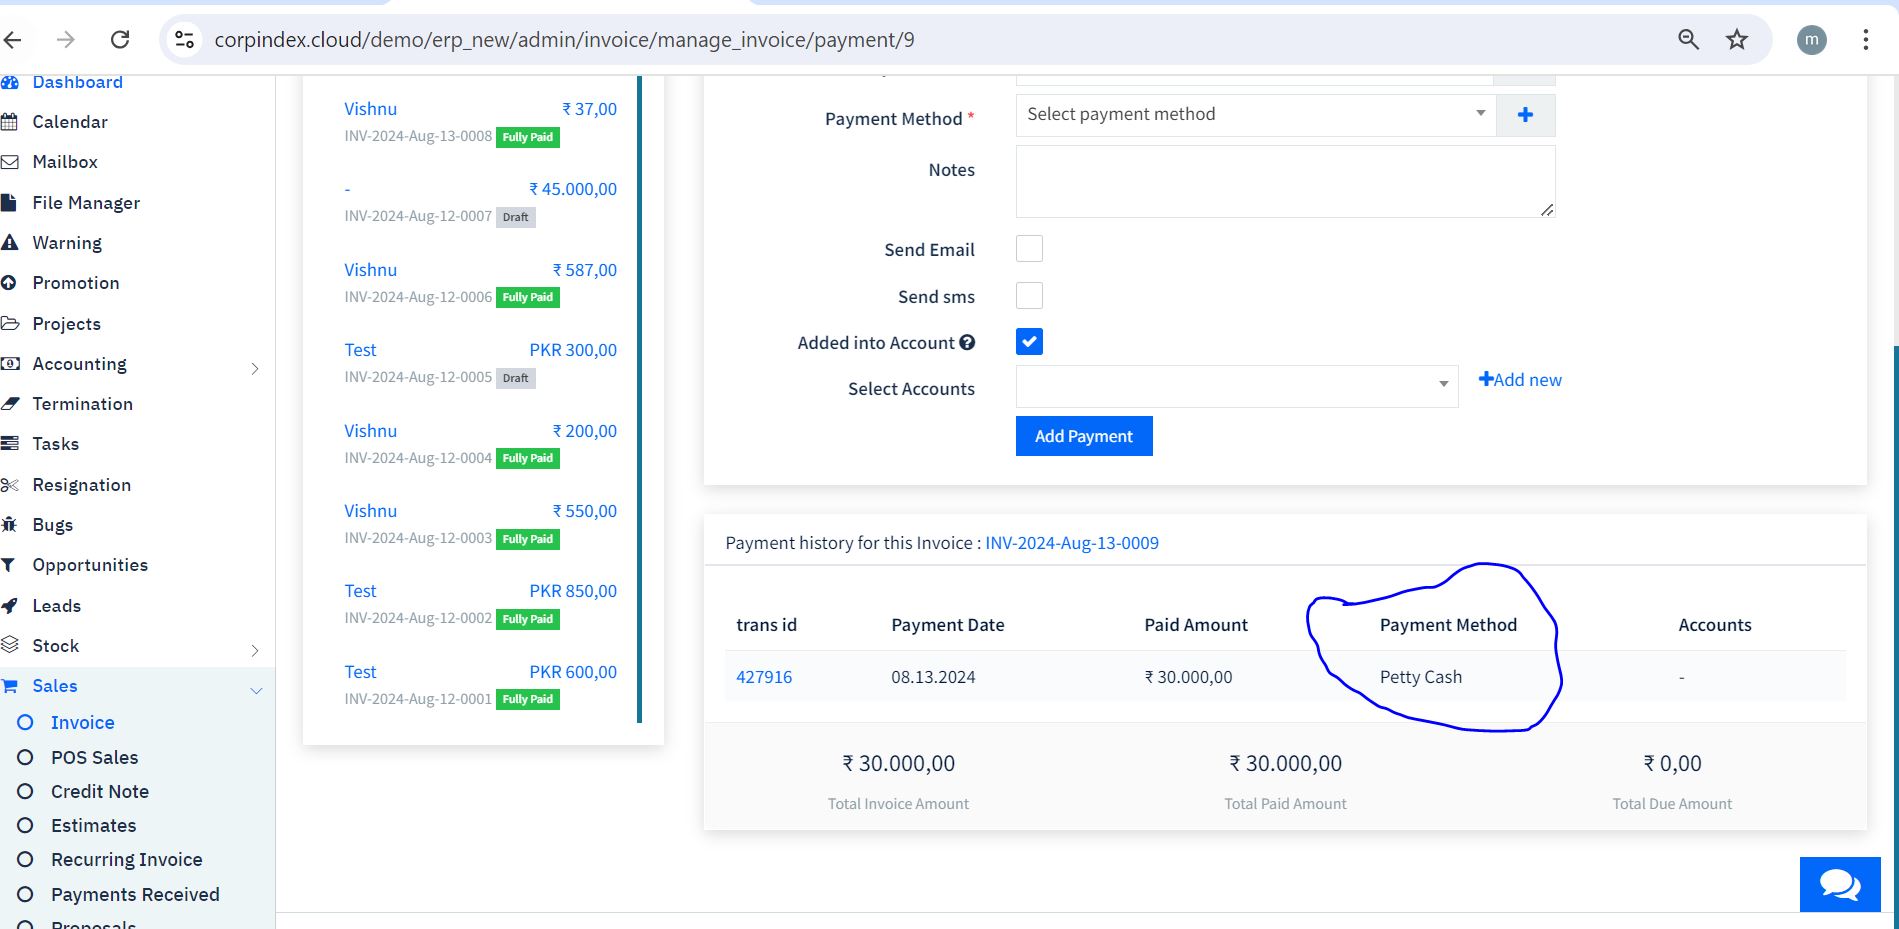 corpindex.cloud/demo/erp_new/admin/invoice/manage_invoice/payment/9
m
Dashboard
Calendar
Mailbox
File Manager
Warning
Promotion
Projects
Accounting
Termination
Tasks
Resignation
Bugs
Opportunities
Leads
Stock
Sales
Invoice
POS Sales
Credit Note
Estimates
Recurring Invoice
Payments Received
Proposals
Vishnu ₹ 37,00
INV-2024-Aug-13-0008 Fully Paid
- ₹ 45.000,00
INV-2024-Aug-12-0007 Draft
Vishnu ₹ 587,00
INV-2024-Aug-12-0006 Fully Paid
Test PKR 300,00
INV-2024-Aug-12-0005 Draft
Vishnu ₹ 200,00
INV-2024-Aug-12-0004 Fully Paid
Vishnu ₹ 550,00
INV-2024-Aug-12-0003 Fully Paid
Test PKR 850,00
INV-2024-Aug-12-0002 Fully Paid
Test PKR 600,00
INV-2024-Aug-12-0001 Fully Paid
Payment Method * Select payment method
Notes
Send Email
Send sms
Added into Account
Select Accounts
Add new
Add Payment
Payment history for this Invoice : INV-2024-Aug-13-0009
trans id Payment Date Paid Amount Payment Method Accounts
427916 08.13.2024 ₹ 30.000,00 Petty Cash -
₹ 30.000,00 ₹ 30.000,00 ₹ 0,00
Total Invoice Amount Total Paid Amount Total Due Amount